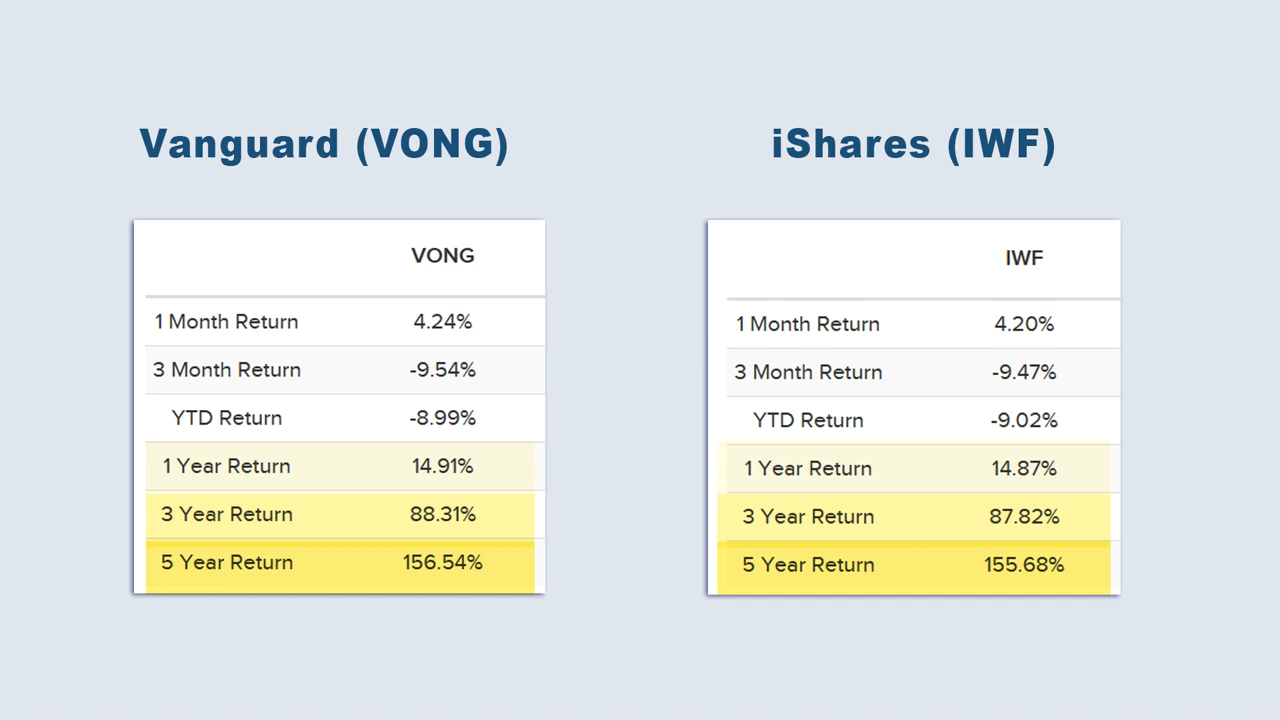 Vanguard (VONG)
VONG
1 Month Return 4.24%
3 Month Return -9.54%
YTD Return -8.99%
1 Year Return 14.91%
3 Year Return 88.31%
5 Year Return 156.54%
iShares (IWF)
IWF
1 Month Return 4.20%
3 Month Return -9.47%
YTD Return -9.02%
1 Year Return 14.87%
3 Year Return 87.82%
5 Year Return 155.68%